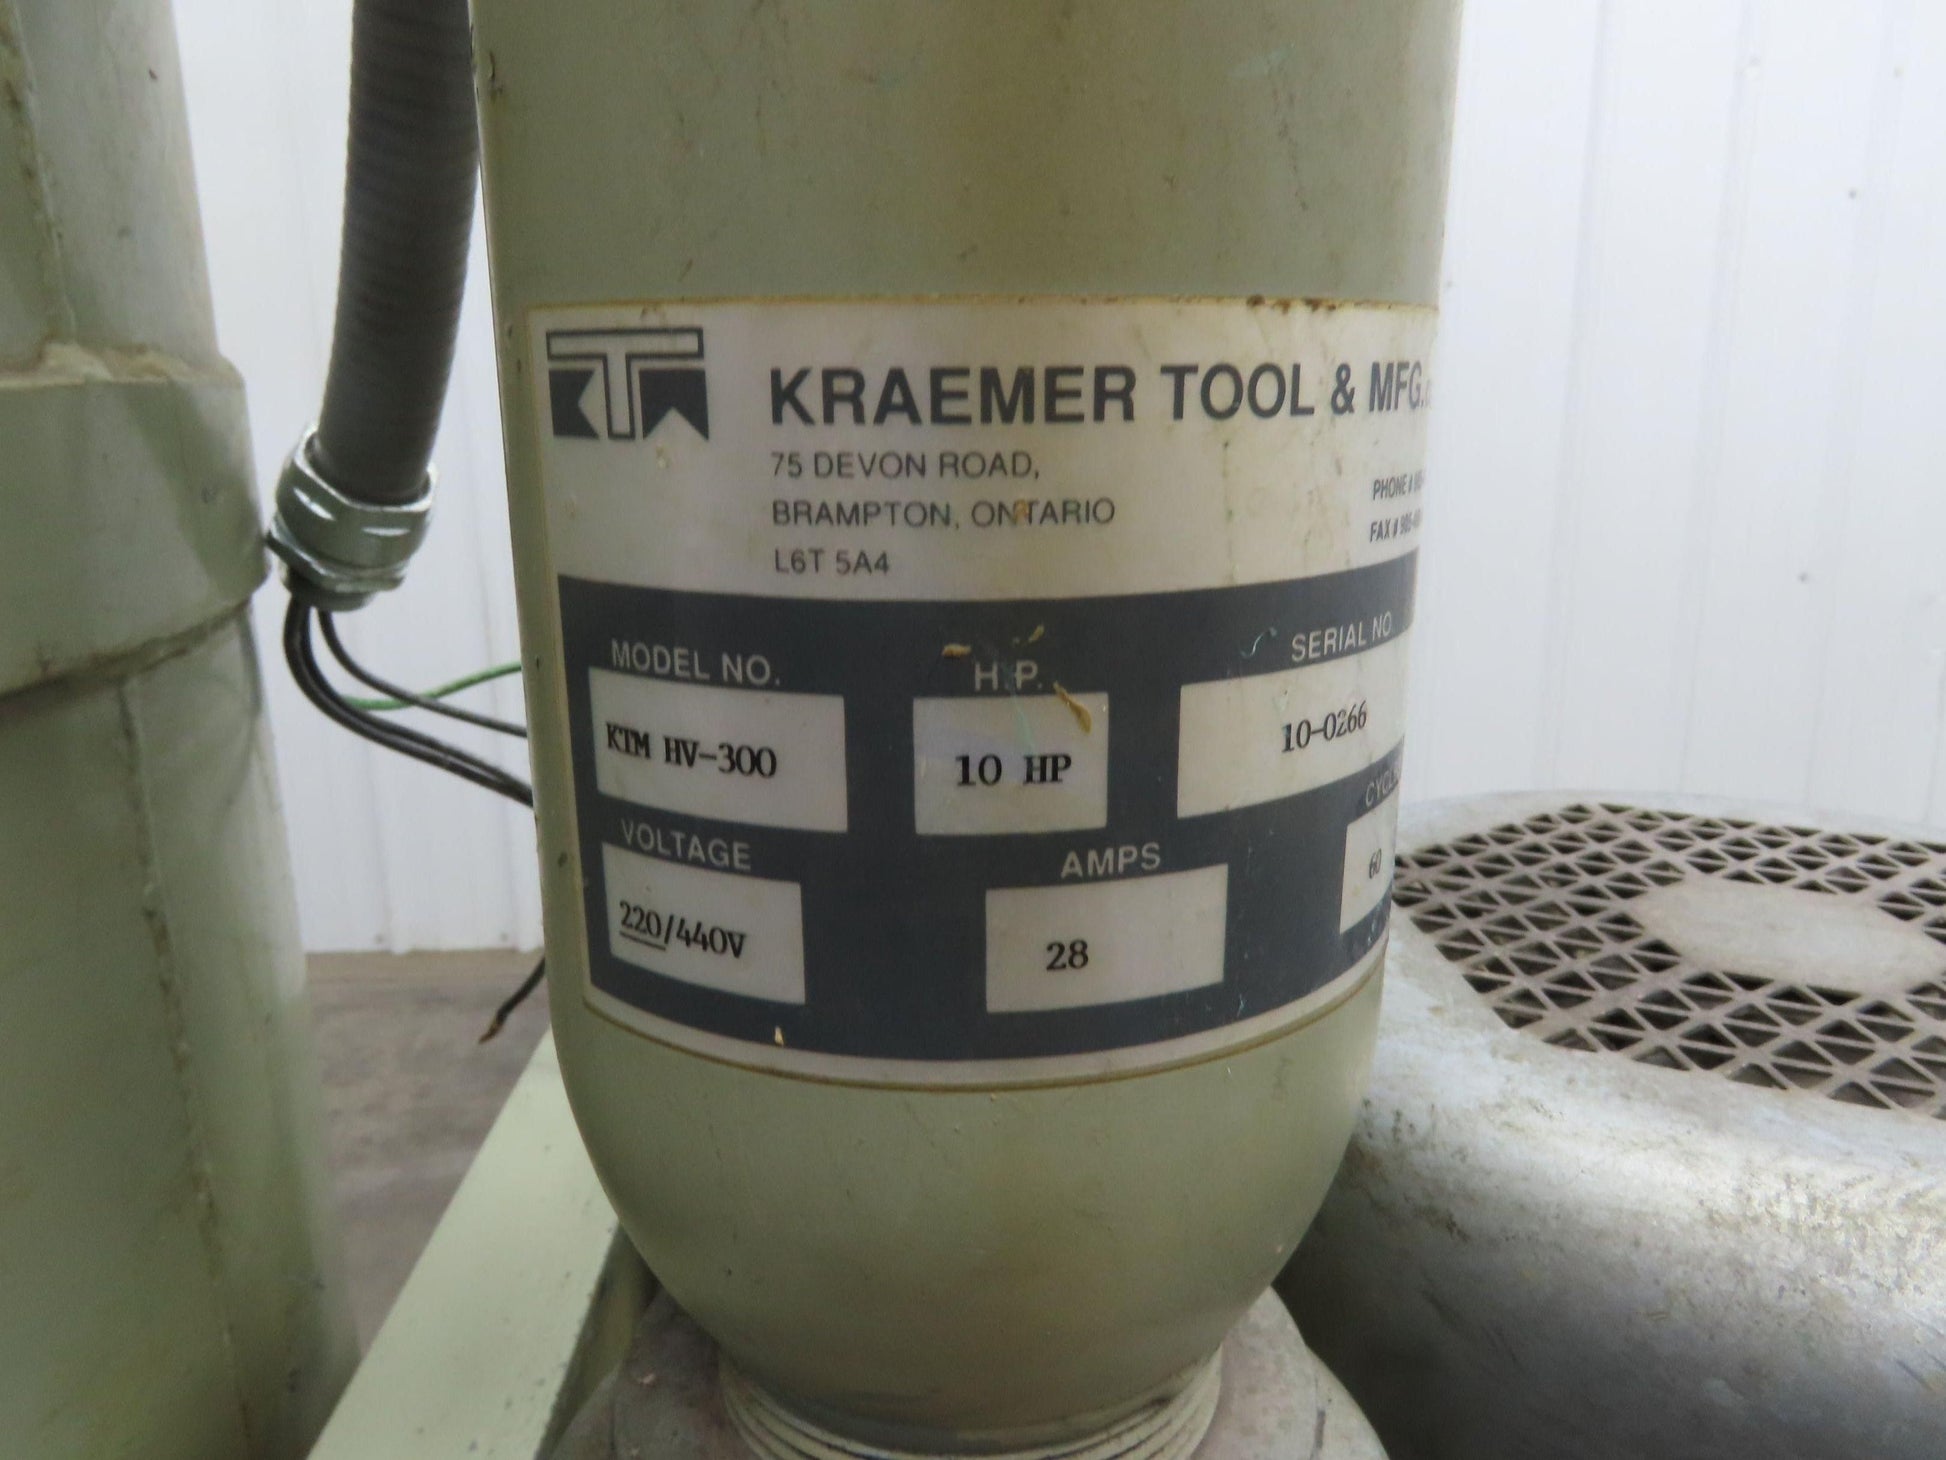 KTM
KRAEMER TOOL & MFG.
75 DEVON ROAD,
BRAMPTON, ONTARIO
L6T 5A4
PHONE #
FAX # 905-
MODEL NO.
H.P.
SERIAL NO.
KTM HV-300
10 HP
10-0266
VOLTAGE
AMPS
220/440V
28
60